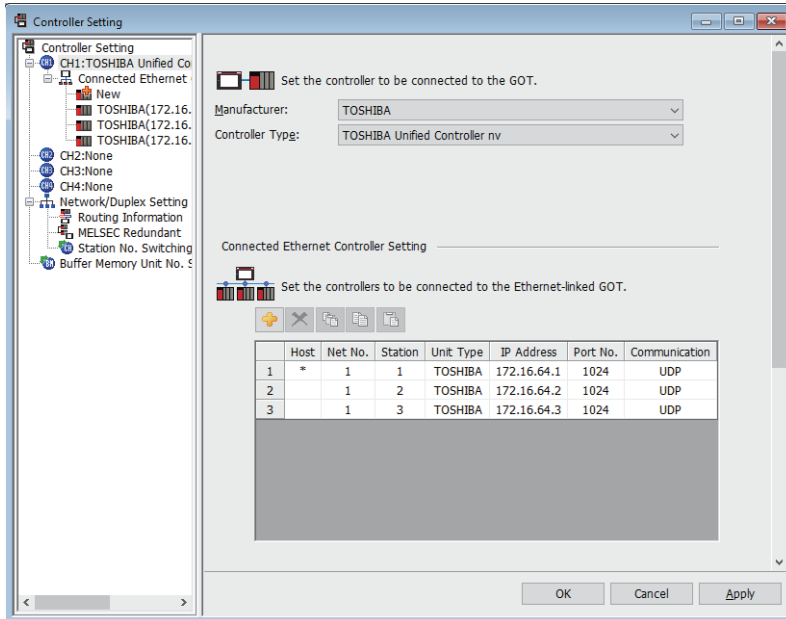 Controller Setting
Controller Setting
CH1:TOSHIBA Unified Co
Connected Ethernet
New
TOSHIBA(172.16.
TOSHIBA(172.16.
TOSHIBA(172.16.
CH2:None
CH3:None
CH4:None
Network/Duplex Setting
Routing Information
MELSEC Redundant
Station No. Switching
Buffer Memory Unit No. S
Set the controller to be connected to the GOT.
Manufacturer: TOSHIBA
Controller Type: TOSHIBA Unified Controller nv
Connected Ethernet Controller Setting
Set the controllers to be connected to the Ethernet-linked GOT.
Host Net No. Station Unit Type IP Address Port No. Communication
1 * 1 1 TOSHIBA 172.16.64.1 1024 UDP
2 1 2 TOSHIBA 172.16.64.2 1024 UDP
3 1 3 TOSHIBA 172.16.64.3 1024 UDP
OK Cancel Apply